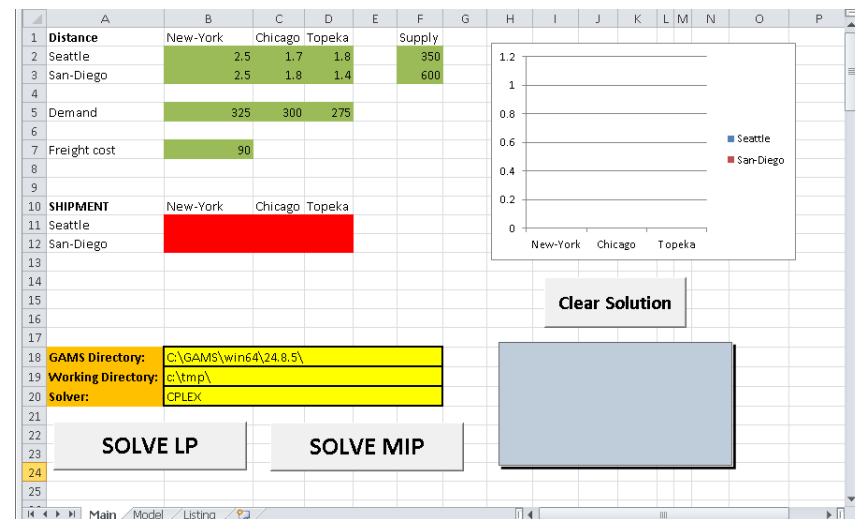 A B C D E F G H I J K L M N O P
1 Distance New-York Chicago Topeka Supply
2 Seattle 2.5 1.7 1.8 350
3 San-Diego 2.5 1.8 1.4 600
4
5 Demand 325 300 275
6
7 Freight cost 90
8
9
10 SHIPMENT New-York Chicago Topeka
11 Seattle
12 San-Diego
13
14
15
16
17
18 GAMS Directory: C:\GAMS\win64\24.8.5\
19 Working Directory: c:\tmp\
20 Solver: CPLEX
21
22
23
24
25
1.2
1
0.8
0.6
0.4
0.2
0
New-York Chicago Topeka
Seattle
San-Diego
Clear Solution
SOLVE LP SOLVE MIP
Main Model Listing